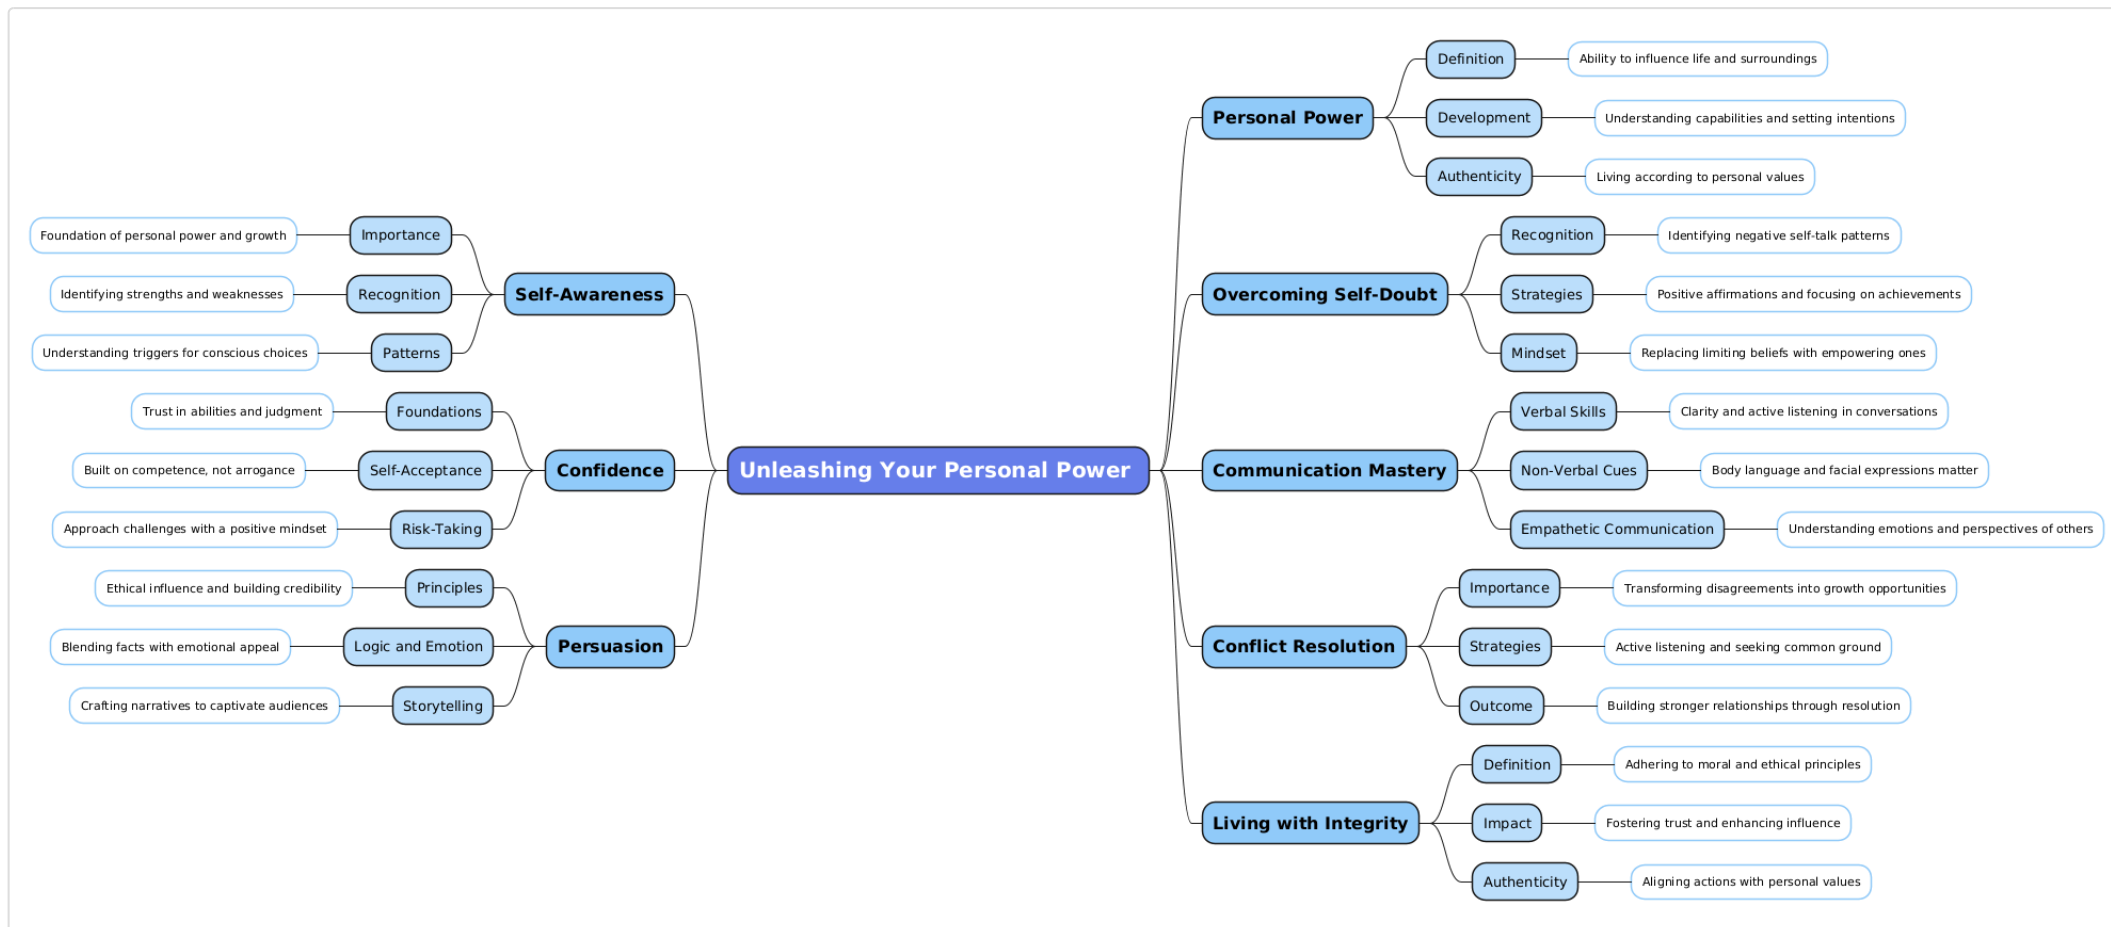 Unleashing Your Personal Power
Personal Power
Definition
Ability to influence life and surroundings
Development
Understanding capabilities and setting intentions
Authenticity
Living according to personal values
Overcoming Self-Doubt
Recognition
Identifying negative self-talk patterns
Strategies
Positive affirmations and focusing on achievements
Mindset
Replacing limiting beliefs with empowering ones
Communication Mastery
Verbal Skills
Clarity and active listening in conversations
Non-Verbal Cues
Body language and facial expressions matter
Empathetic Communication
Understanding emotions and perspectives of others
Conflict Resolution
Importance
Transforming disagreements into growth opportunities
Strategies
Active listening and seeking common ground
Outcome
Building stronger relationships through resolution
Living with Integrity
Definition
Adhering to moral and ethical principles
Impact
Fostering trust and enhancing influence
Authenticity
Aligning actions with personal values
Self-Awareness
Importance
Foundation of personal power and growth
Recognition
Identifying strengths and weaknesses
Patterns
Understanding triggers for conscious choices
Confidence
Foundations
Trust in abilities and judgment
Self-Acceptance
Built on competence, not arrogance
Risk-Taking
Approach challenges with a positive mindset
Persuasion
Principles
Ethical influence and building credibility
Logic and Emotion
Blending facts with emotional appeal
Storytelling
Crafting narratives to captivate audiences